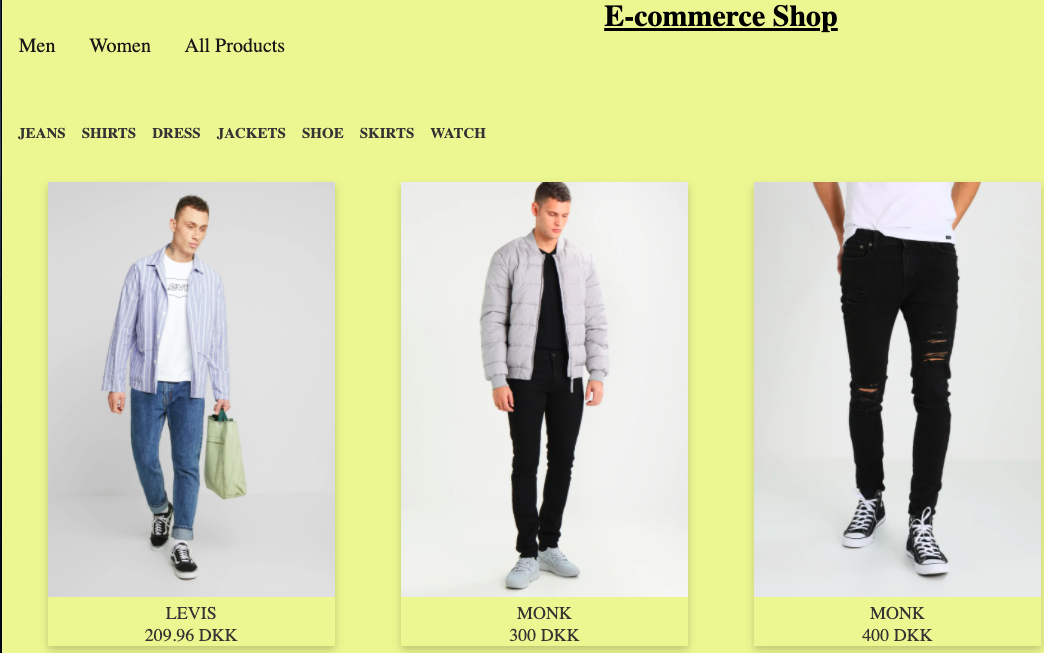 E-commerce Shop
Men Women All Products
JEANS SHIRTS DRESS JACKETS SHOE SKIRTS WATCH
LEVIS
209.96 DKK
MONK
300 DKK
MONK
400 DKK